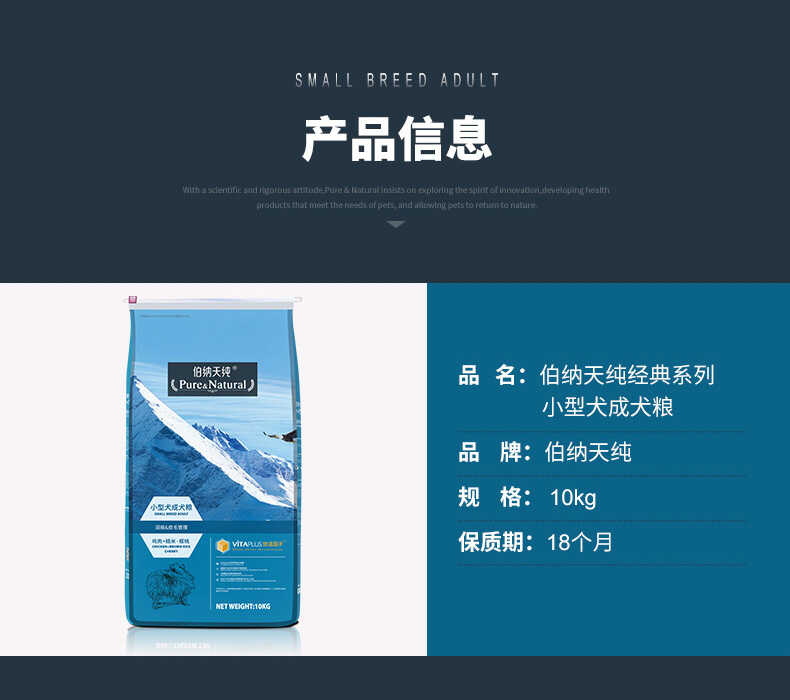 SMALL BREED ADULT
产品信息
With a scientific and rigorous attitude,Pure & Natural insists on exploring the spirit of innovation,developing health
products that meet the needs of pets, and allowing pets to return to nature.
伯纳天纯®
Pure&Natural
小型犬成犬粮
SMALL BREED ADULT
VITAPLUS
NET WEIGHT:10KG
品 名：伯纳天纯经典系列
小型犬成犬粮
品 牌：伯纳天纯
规 格：10kg
保质期：18个月